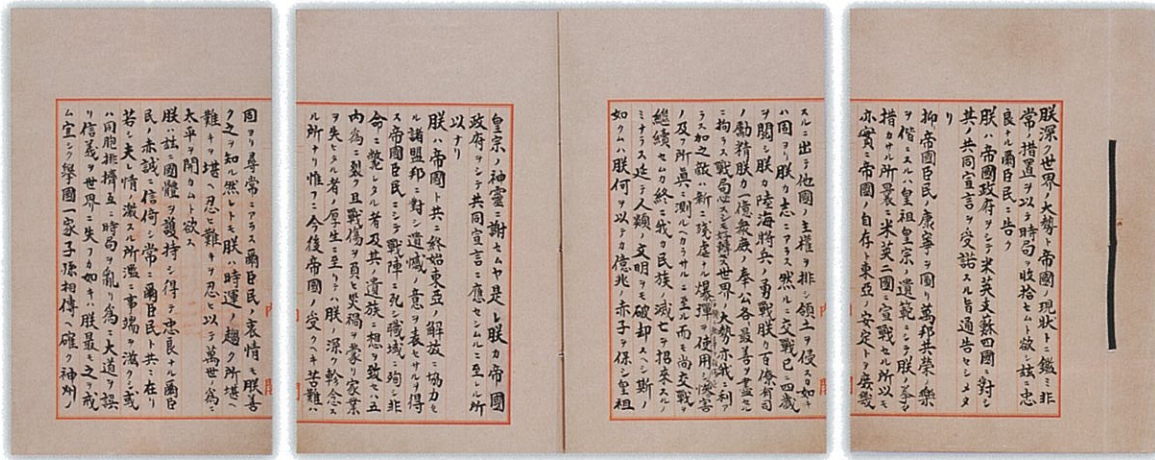 朕深ク世界ノ大勢ト帝國ノ現狀トニ鑑ミ非
常ノ措置ヲ以テ時局ヲ收拾セムト欲シ茲ニ忠
良ナル爾臣民ニ告ク
朕ハ帝國政府ヲシテ米英支蘇四國ニ對シ
其ノ共同宣言ヲ受諾スル旨通告セシメタ
リ
抑帝國臣民ノ康寧ヲ圖リ萬邦共榮ノ樂
ヲ偕ニスルハ皇祖皇宗ノ遺範ニシテ朕ノ拳々
措カサル所曩ニ米英二國ニ宣戰セル所以モ
亦實ニ帝國ノ自存ト東亞ノ安定トヲ庶幾
スルニ出テ他國ノ主權ヲ排シ領土ヲ侵スカ如キ
ハ固ヨリ朕カ志ニアラス然ルニ交戰已ニ四歲
ヲ閱シ朕カ陸海將兵ノ勇戰朕カ百僚有司
ノ勵精朕カ一億衆庶ノ奉公各最善ヲ盡セル
ニ拘ラス戰局必スシモ好轉セス世界ノ大勢亦我ニ利ア
ラス加之敵ハ新ニ殘虐ナル爆彈ヲ使用シテ慘害
ノ及フ所眞ニ測ルヘカラサルニ至ル而モ尚交戰ヲ
繼續セムカ終ニ我カ民族ノ滅亡ヲ招來スルノ
ミナラス延テ人類ノ文明ヲモ破却スヘシ斯ノ
如クムハ朕何ヲ以テカ億兆ノ赤子ヲ保シ皇祖
皇宗ノ神靈ニ謝セムヤ是レ朕カ帝國
政府ヲシテ共同宣言ニ應セシムルニ至レル所
以ナリ
朕ハ帝國ト共ニ終始東亞ノ解放ニ協力セ
ル諸盟邦ニ對シ遺憾ノ意ヲ表セサルヲ得
ス帝國臣民ニシテ戰陣ニ死シ職域ニ殉シ非
命ニ斃レタル者及其ノ遺族ニ想ヲ致セハ五
內爲ニ裂ク且戰傷ヲ負ヒ災禍ヲ蒙リ家業
ヲ失ヒタル者ノ厚生ニ至リテハ朕ノ深ク軫念ス
ル所ナリ惟フニ今後帝國ノ受クヘキ苦難ハ
固ヨリ尋常ニアラス爾臣民ノ衷情モ朕善
ク之ヲ知ル然レトモ朕ハ時運ノ趨ク所堪ヘ
難キヲ堪ヘ忍ヒ難キヲ忍ヒ以テ萬世ノ爲ニ
太平ヲ開カムト欲ス
朕ハ茲ニ國體ヲ護持シ得テ忠良ナル爾臣
民ノ赤誠ニ信倚シ常ニ爾臣民ト共ニ在リ
若シ夫レ情ノ激スル所濫ニ事端ヲ滋クシ或
ハ同胞排擠互ニ時局ヲ亂リ爲ニ大道ヲ誤
リ信義ヲ世界ニ失フカ如キハ朕最モ之ヲ戒
ム宜シク擧國一家子孫相傳ヘ確ク神州